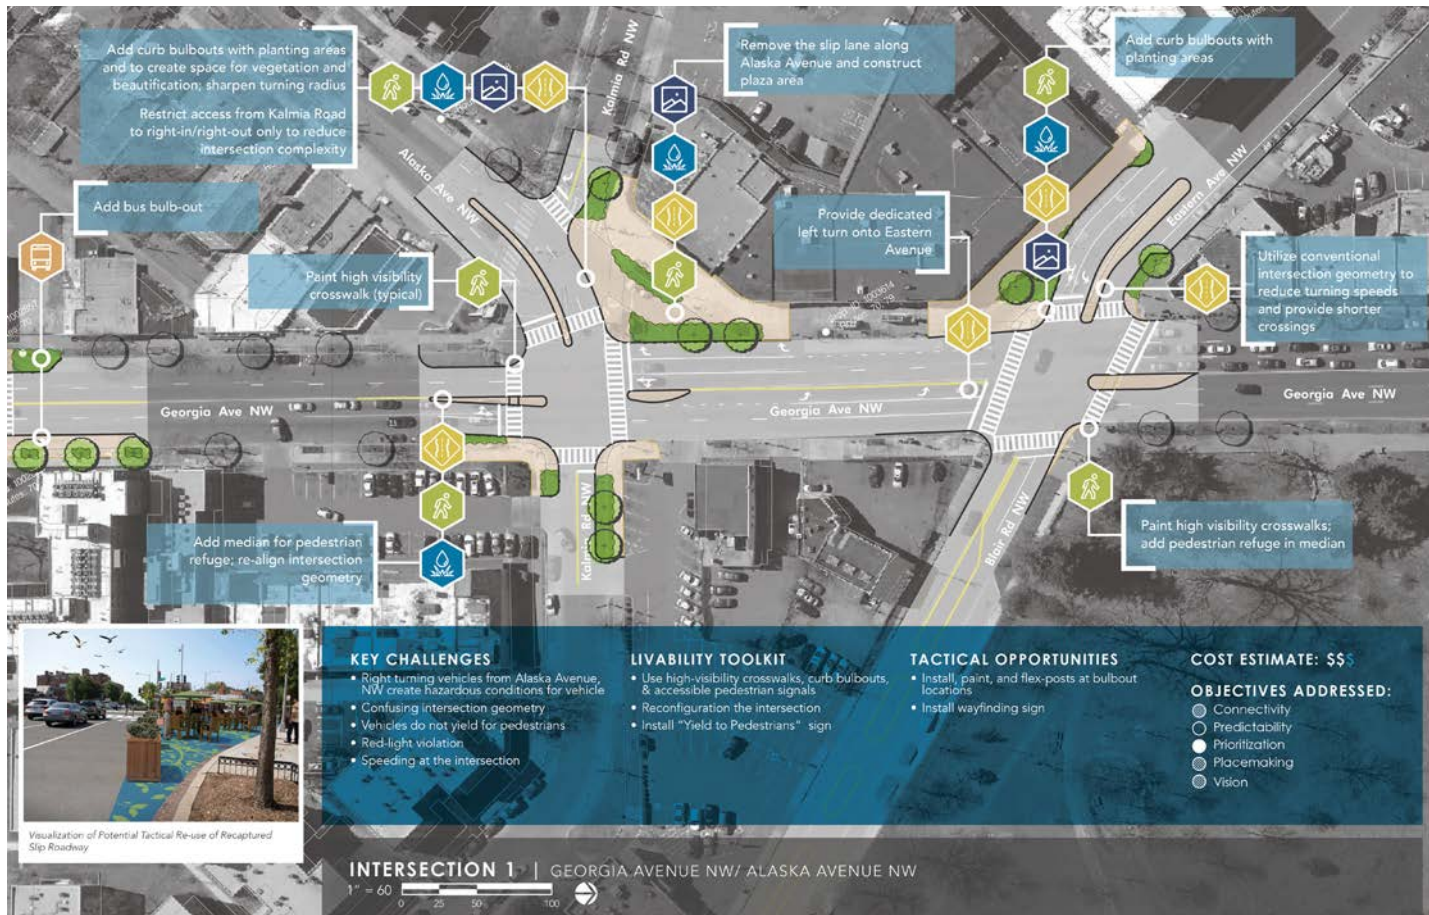 Add curb bulbouts with planting areas
and to create space for vegetation and
beautification; sharpen turning radius
Restrict access from Kalmia Road
to right-in/right-out only to reduce
intersection complexity
Kalmia Rd NW
Remove the slip lane along
Alaska Avenue and construct
plaza area
Add curb bulbouts with
planting areas
Alaska Ave NW
Eastern Ave NW
Add bus bulb-out
Provide dedicated
left turn onto Eastern
Avenue
Paint high visibility
crosswalk (typical)
Utilize conventional
intersection geometry to
reduce turning speeds
and provide shorter
crossings
Georgia Ave NW
Georgia Ave NW
Georgia Ave NW
Kalmia Rd NW
Blair Rd NW
Add median for pedestrian
refuge; re-align intersection
geometry
Paint high visibility crosswalks;
add pedestrian refuge in median
Visualization of Potential Tactical Re-use of Recaptured
Slip Roadway
KEY CHALLENGES
• Right turning vehicles from Alaska Avenue,
NW create hazardous conditions for vehicle
• Confusing intersection geometry
• Vehicles do not yield for pedestrians
• Red-light violation
• Speeding at the intersection
LIVABILITY TOOLKIT
• Use high-visibility crosswalks, curb bulbouts,
& accessible pedestrian signals
• Reconfiguration the intersection
• Install "Yield to Pedestrians" sign
TACTICAL OPPORTUNITIES
• Install, paint, and flex-posts at bulbout
locations
• Install wayfinding sign
COST ESTIMATE: $$$
OBJECTIVES ADDRESSED:
Connectivity
Predictability
Prioritization
Placemaking
Vision
INTERSECTION 1 | GEORGIA AVENUE NW/ ALASKA AVENUE NW
1" = 60
0 25 50 100